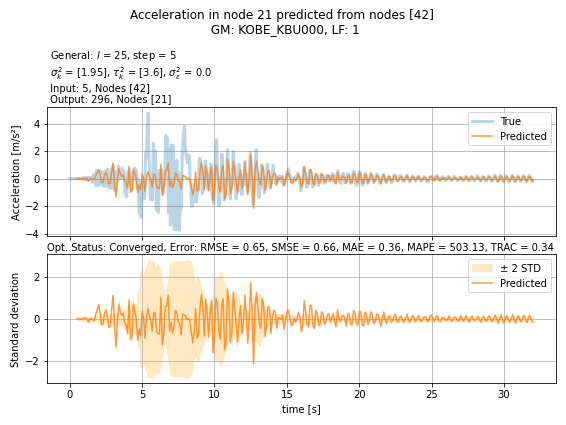 Acceleration in node 21 predicted from nodes [42]
GM: KOBE_KBU000, LF: 1
General: l = 25, step = 5
σ²ₖ = [1.95], τ²ₖ = [3.6], σ²_ε = 0.0
Input: 5, Nodes [42]
Output: 296, Nodes [21]
Acceleration [m/s²]
4
2
0
−2
−4
True
Predicted
Opt. Status: Converged, Error: RMSE = 0.65, SMSE = 0.66, MAE = 0.36, MAPE = 503.13, TRAC = 0.34
Standard deviation
2
0
−2
± 2 STD
Predicted
0 5 10 15 20 25 30
time [s]